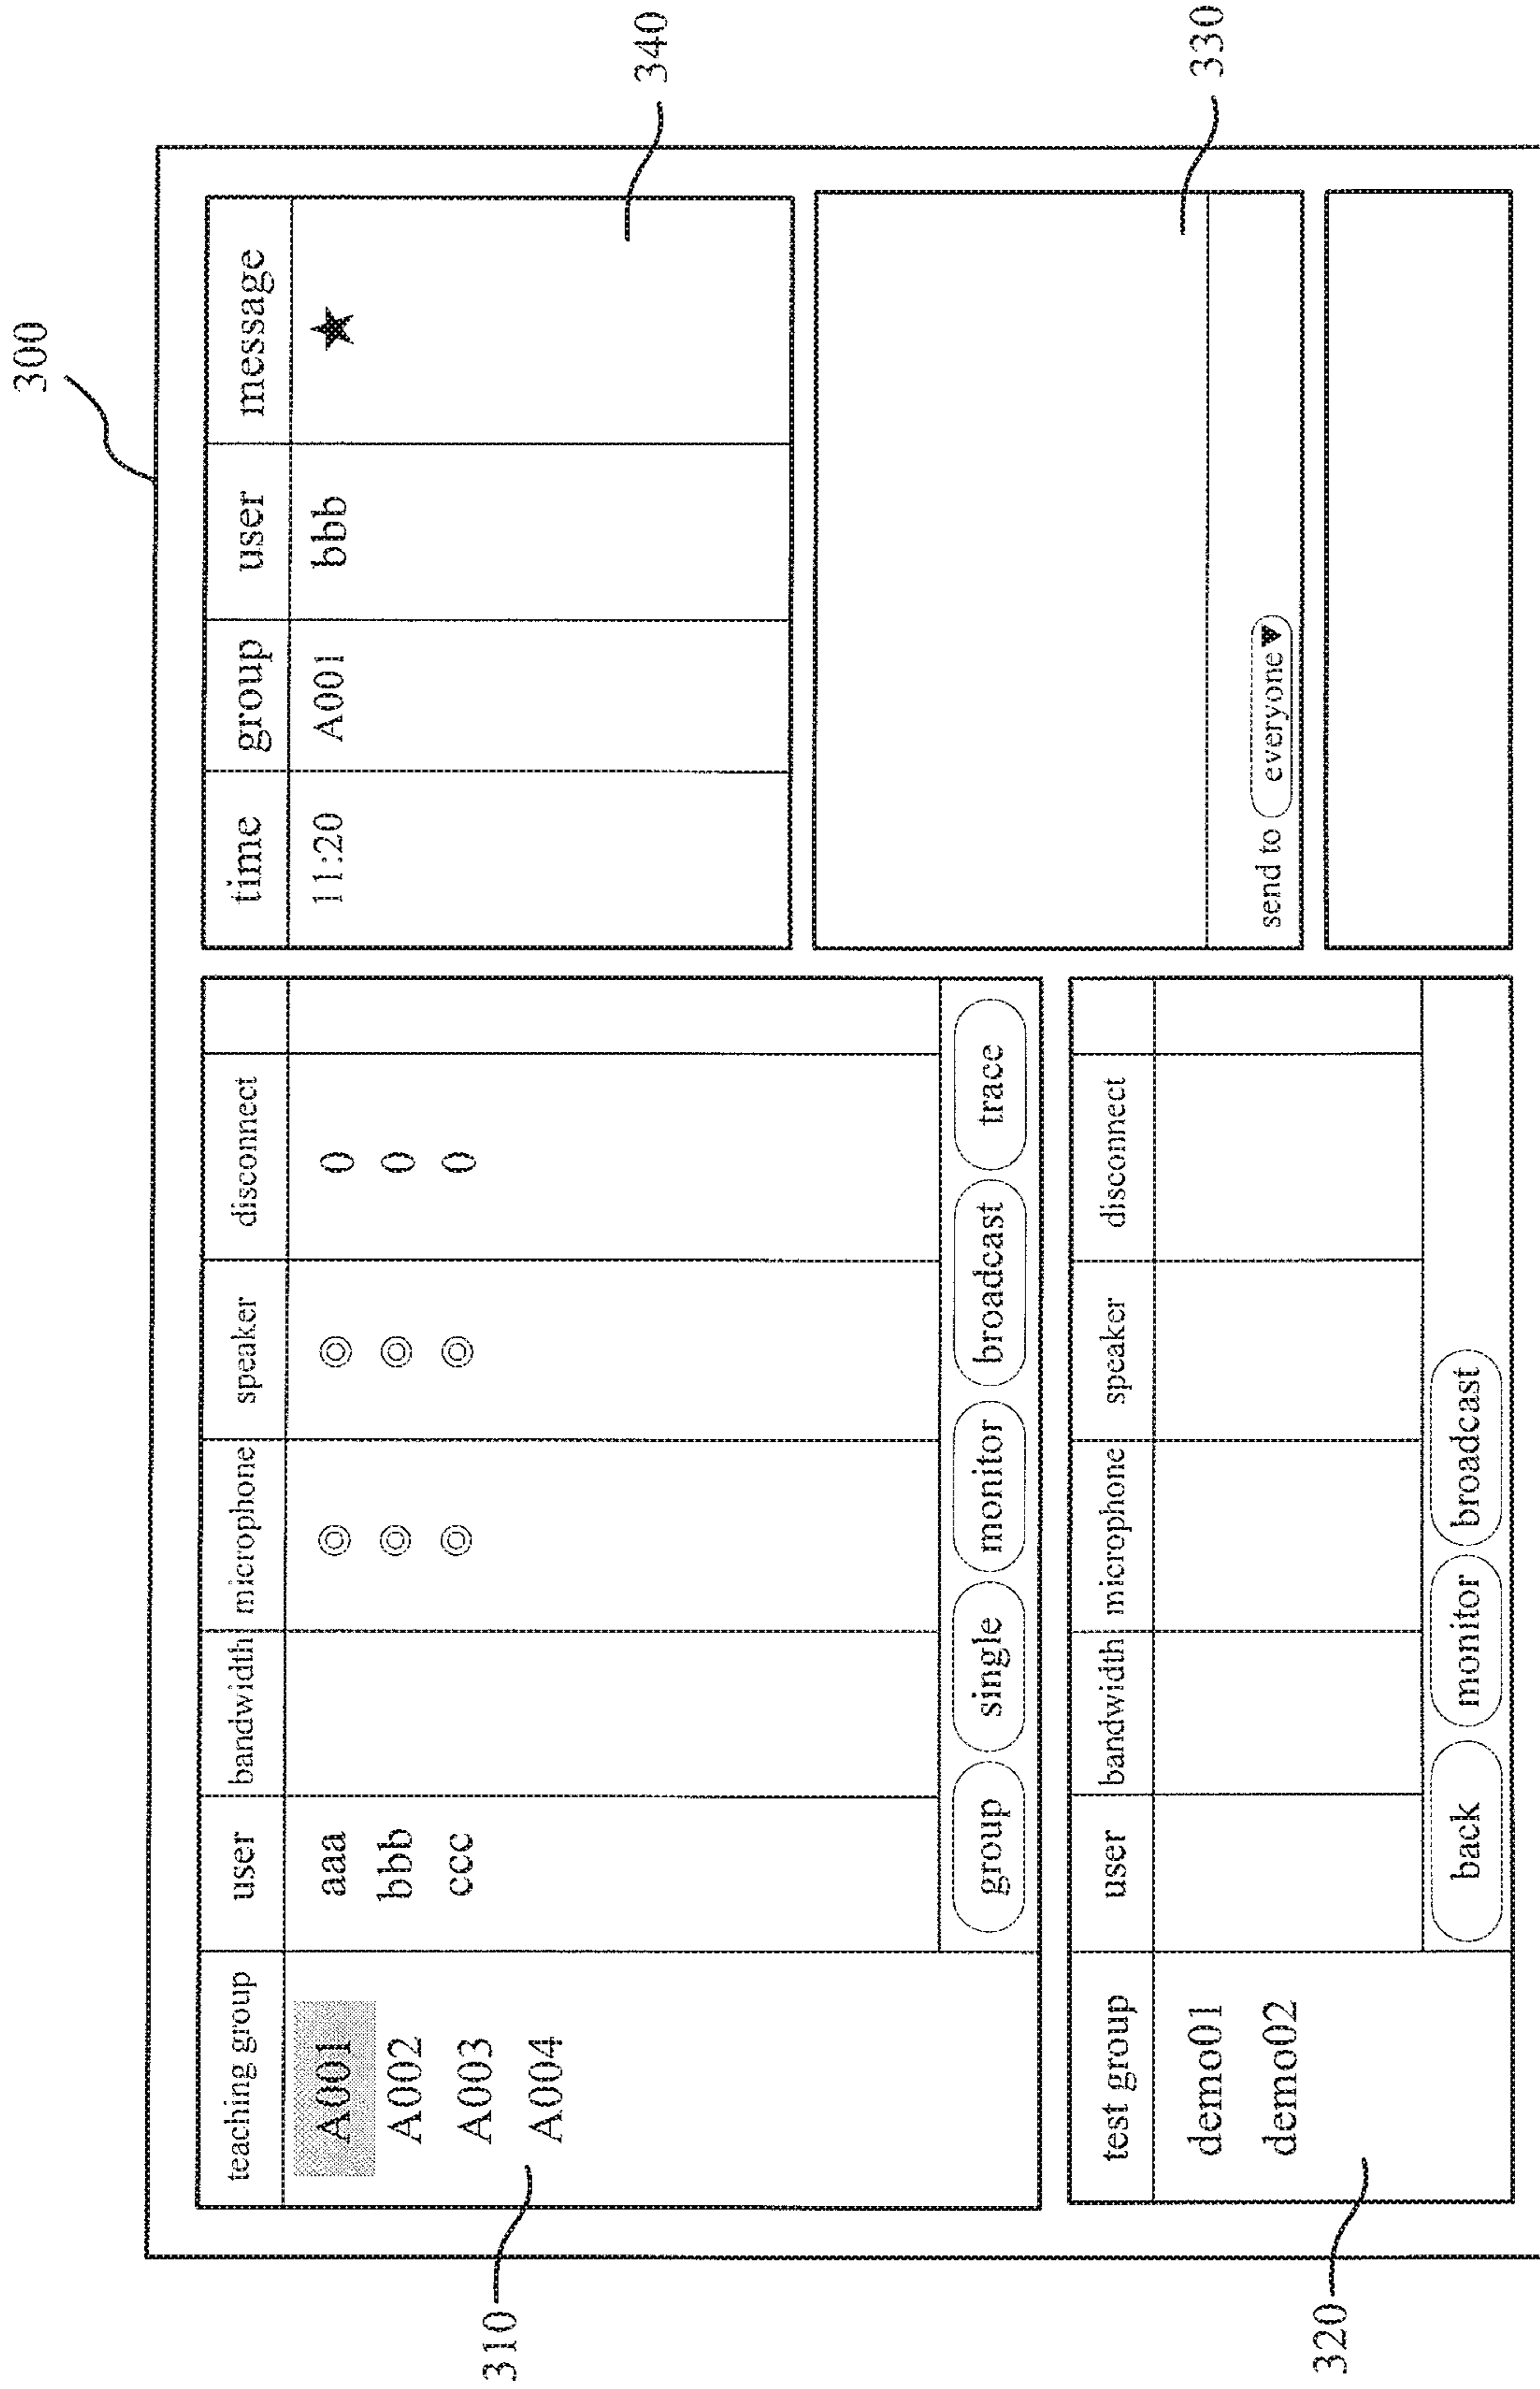 300
teaching group user bandwidth microphone speaker disconnect
A001 aaa ◎ ◎ 0
A002 bbb ◎ ◎ 0
A003 ccc ◎ ◎ 0
A004
group single monitor broadcast trace
310
time group user message
11:20 A001 bbb ★
340
test group user bandwidth microphone speaker disconnect
demo01
demo02
back monitor broadcast
320
send to everyone▼
330